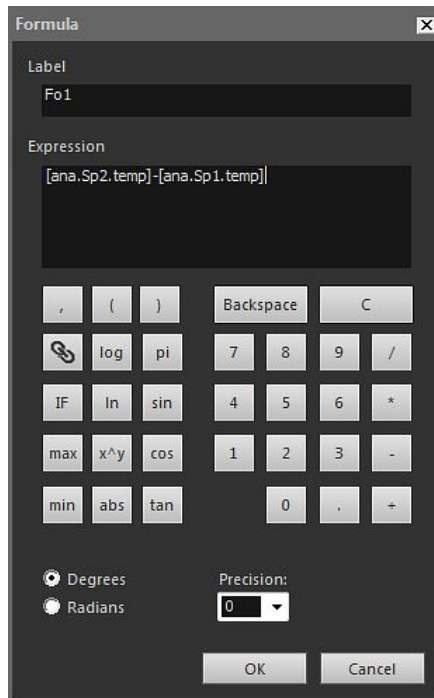 Formula
Label
Fo1
Expression
[ana.Sp2.temp]-[ana.Sp1.temp]
, ( ) Backspace C
log pi 7 8 9 /
IF ln sin 4 5 6 *
max x^y cos 1 2 3 -
min abs tan 0 . +
Degrees Precision:
Radians 0
OK Cancel